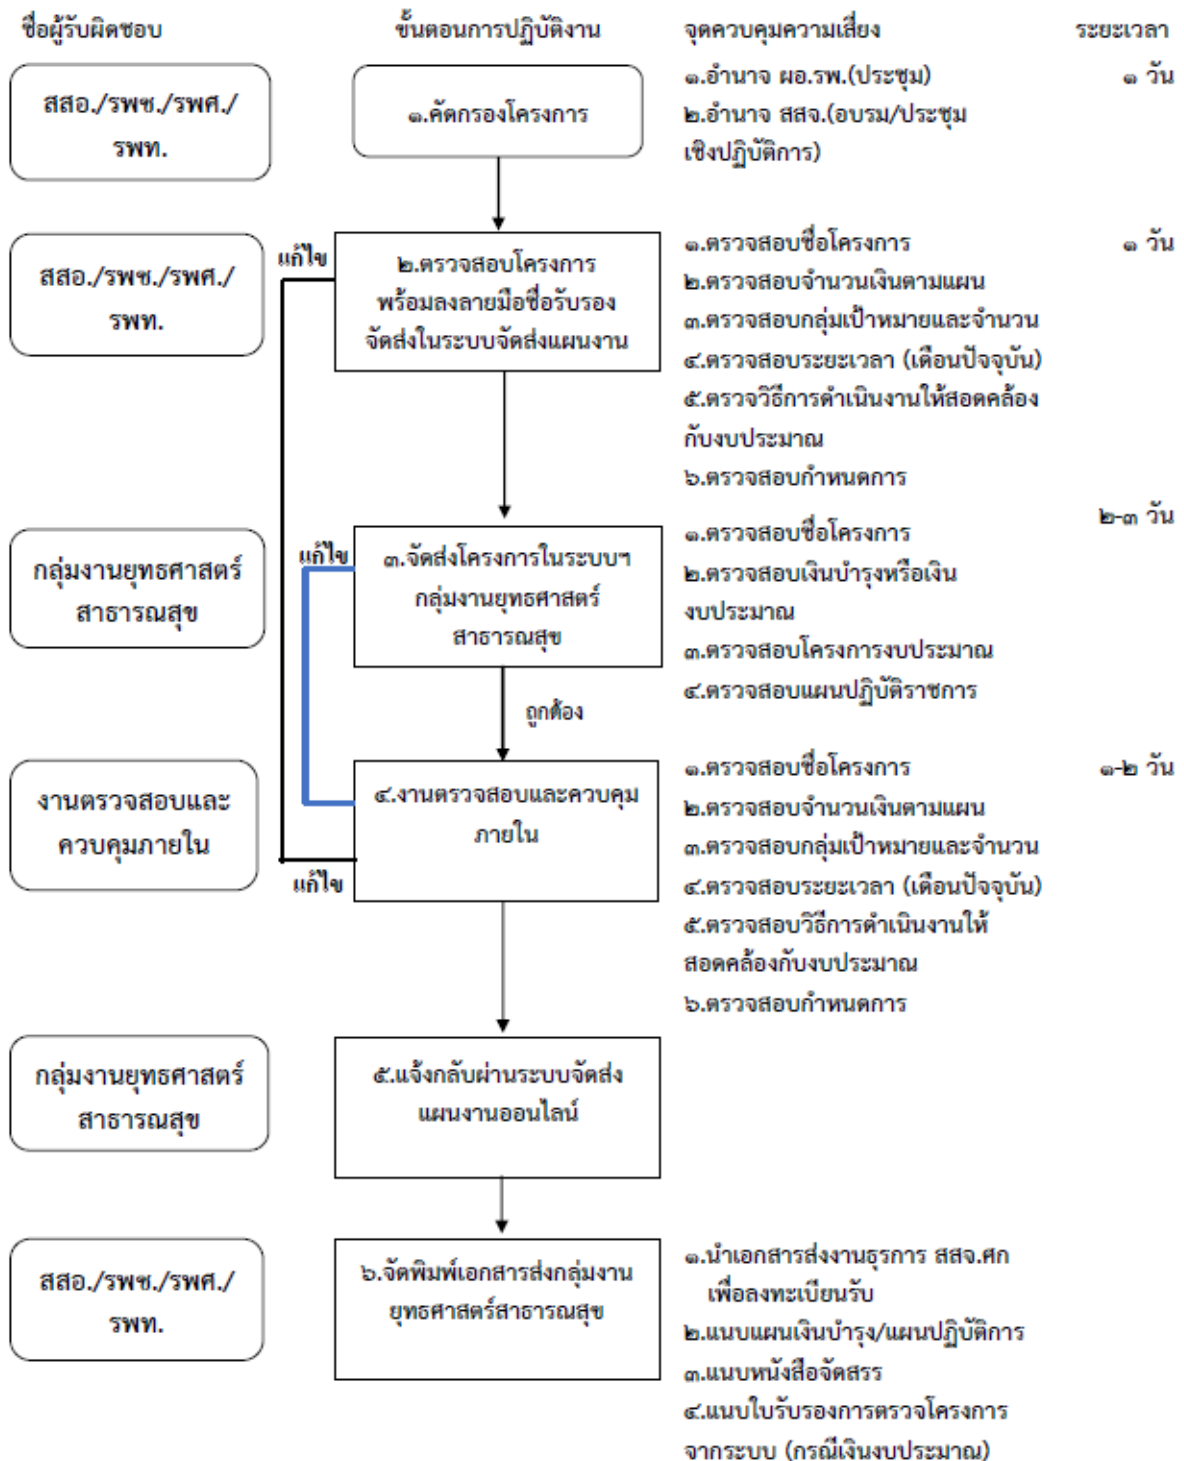 ชื่อผู้รับผิดชอบ
ขั้นตอนการปฏิบัติงาน
จุดควบคุมความเสี่ยง
ระยะเวลา
สสอ./รพช./รพศ./
รพท.
๑.คัดกรองโครงการ
๑.อำนาจ ผอ.รพ.(ประชุม)
๒.อำนาจ สสจ.(อบรม/ประชุม
เชิงปฏิบัติการ)
๑ วัน
สสอ./รพช./รพศ./
รพท.
แก้ไข
๒.ตรวจสอบโครงการ
พร้อมลงลายมือชื่อรับรอง
จัดส่งในระบบจัดส่งแผนงาน
๑.ตรวจสอบชื่อโครงการ
๒.ตรวจสอบจำนวนเงินตามแผน
๓.ตรวจสอบกลุ่มเป้าหมายและจำนวน
๔.ตรวจสอบระยะเวลา (เดือนปัจจุบัน)
๕.ตรวจวิธีการดำเนินงานให้สอดคล้อง
กับงบประมาณ
๖.ตรวจสอบกำหนดการ
๑ วัน
กลุ่มงานยุทธศาสตร์
สาธารณสุข
แก้ไข
๓.จัดส่งโครงการในระบบฯ
กลุ่มงานยุทธศาสตร์
สาธารณสุข
๑.ตรวจสอบชื่อโครงการ
๒.ตรวจสอบเงินบำรุงหรือเงิน
งบประมาณ
๓.ตรวจสอบโครงการงบประมาณ
๔.ตรวจสอบแผนปฏิบัติราชการ
๒-๓ วัน
ถูกต้อง
งานตรวจสอบและ
ควบคุมภายใน
๔.งานตรวจสอบและควบคุม
ภายใน
แก้ไข
๑.ตรวจสอบชื่อโครงการ
๒.ตรวจสอบจำนวนเงินตามแผน
๓.ตรวจสอบกลุ่มเป้าหมายและจำนวน
๔.ตรวจสอบระยะเวลา (เดือนปัจจุบัน)
๕.ตรวจสอบวิธีการดำเนินงานให้
สอดคล้องกับงบประมาณ
๖.ตรวจสอบกำหนดการ
๑-๒ วัน
กลุ่มงานยุทธศาสตร์
สาธารณสุข
๕.แจ้งกลับผ่านระบบจัดส่ง
แผนงานออนไลน์
สสอ./รพช./รพศ./
รพท.
๖.จัดพิมพ์เอกสารส่งกลุ่มงาน
ยุทธศาสตร์สาธารณสุข
๑.นำเอกสารส่งงานธุรการ สสจ.ศก
เพื่อลงทะเบียนรับ
๒.แนบแผนเงินบำรุง/แผนปฏิบัติการ
๓.แนบหนังสือจัดสรร
๔.แนบใบรับรองการตรวจโครงการ
จากระบบ (กรณีเงินงบประมาณ)